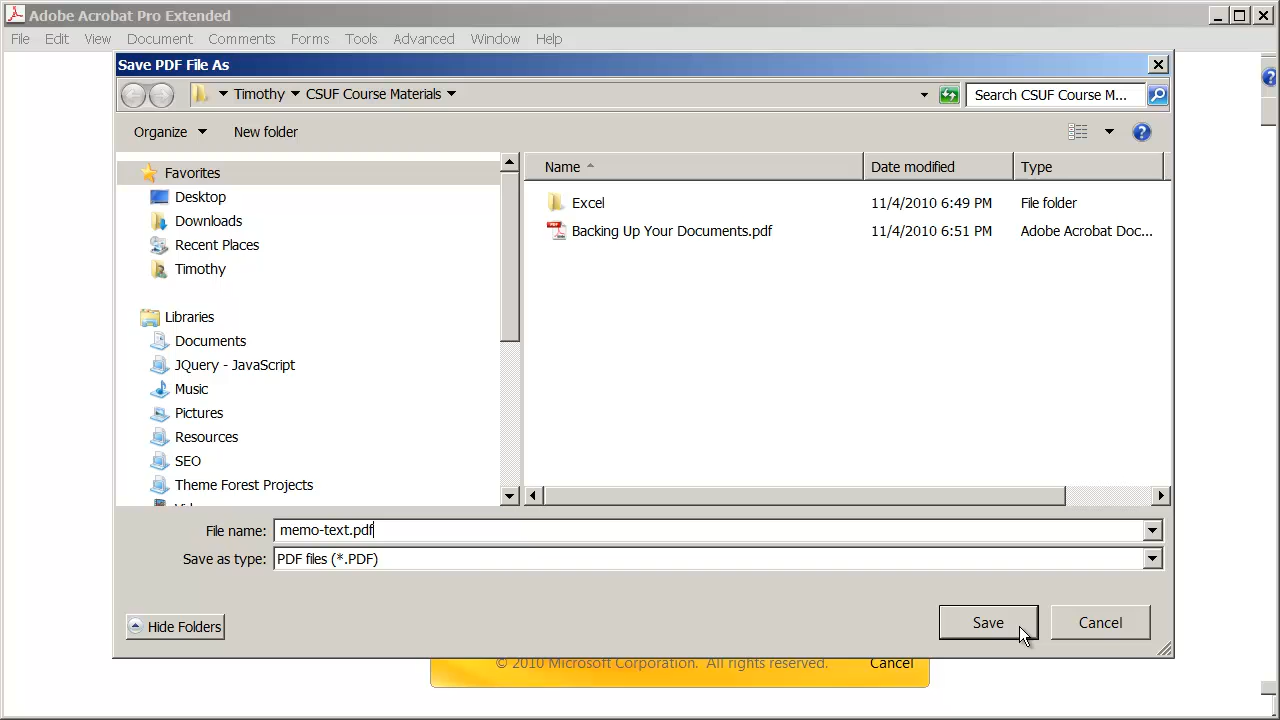 Adobe Acrobat Pro Extended
File Edit View Document Comments Forms Tools Advanced Window Help
Save PDF File As
Timothy CSUF Course Materials Search CSUF Course M...
Organize New folder
Name Date modified Type
Favorites
Desktop
Downloads
Recent Places
Timothy
Libraries
Documents
JQuery - JavaScript
Music
Pictures
Resources
SEO
Theme Forest Projects
Excel 11/4/2010 6:49 PM File folder
Backing Up Your Documents.pdf 11/4/2010 6:51 PM Adobe Acrobat Doc...
File name: memo-text.pdf
Save as type: PDF files (*.PDF)
Hide Folders Save Cancel
© 2010 Microsoft Corporation. All rights reserved. Cancel